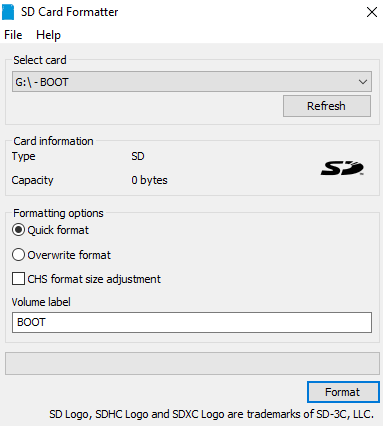 SD Card Formatter
File Help
Select card
G:\ - BOOT
Refresh
Card information
Type SD
Capacity 0 bytes
SD
Formatting options
Quick format
Overwrite format
CHS format size adjustment
Volume label
BOOT
Format
SD Logo, SDHC Logo and SDXC Logo are trademarks of SD-3C, LLC.